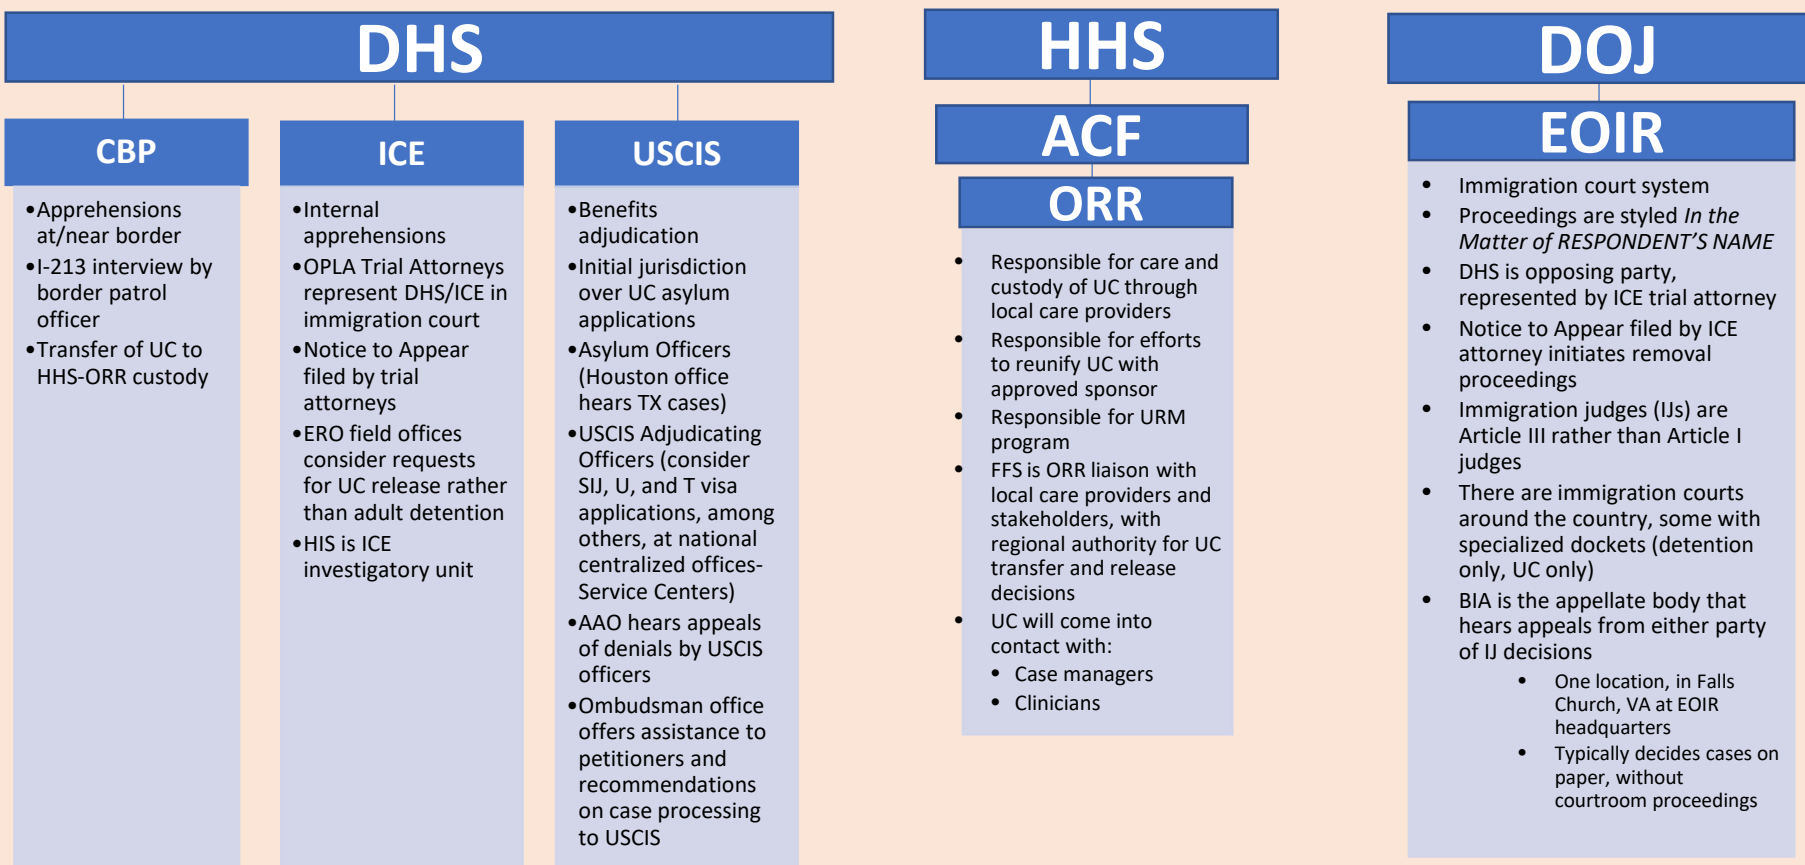 DHS
CBP
•Apprehensions
at/near border
•I-213 interview by
border patrol
officer
•Transfer of UC to
HHS-ORR custody
ICE
•Internal
apprehensions
•OPLA Trial Attorneys
represent DHS/ICE in
immigration court
•Notice to Appear
filed by trial
attorneys
•ERO field offices
consider requests
for UC release rather
than adult detention
•HIS is ICE
investigatory unit
USCIS
•Benefits
adjudication
•Initial jurisdiction
over UC asylum
applications
•Asylum Officers
(Houston office
hears TX cases)
•USCIS Adjudicating
Officers (consider
SIJ, U, and T visa
applications, among
others, at national
centralized offices-
Service Centers)
•AAO hears appeals
of denials by USCIS
officers
•Ombudsman office
offers assistance to
petitioners and
recommendations
on case processing
to USCIS
HHS
ACF
ORR
• Responsible for care and
custody of UC through
local care providers
• Responsible for efforts
to reunify UC with
approved sponsor
• Responsible for URM
program
• FFS is ORR liaison with
local care providers and
stakeholders, with
regional authority for UC
transfer and release
decisions
• UC will come into
contact with:
• Case managers
• Clinicians
DOJ
EOIR
• Immigration court system
• Proceedings are styled In the
Matter of RESPONDENT'S NAME
• DHS is opposing party,
represented by ICE trial attorney
• Notice to Appear filed by ICE
attorney initiates removal
proceedings
• Immigration judges (IJs) are
Article III rather than Article I
judges
• There are immigration courts
around the country, some with
specialized dockets (detention
only, UC only)
• BIA is the appellate body that
hears appeals from either party
of IJ decisions
• One location, in Falls
Church, VA at EOIR
headquarters
• Typically decides cases on
paper, without
courtroom proceedings